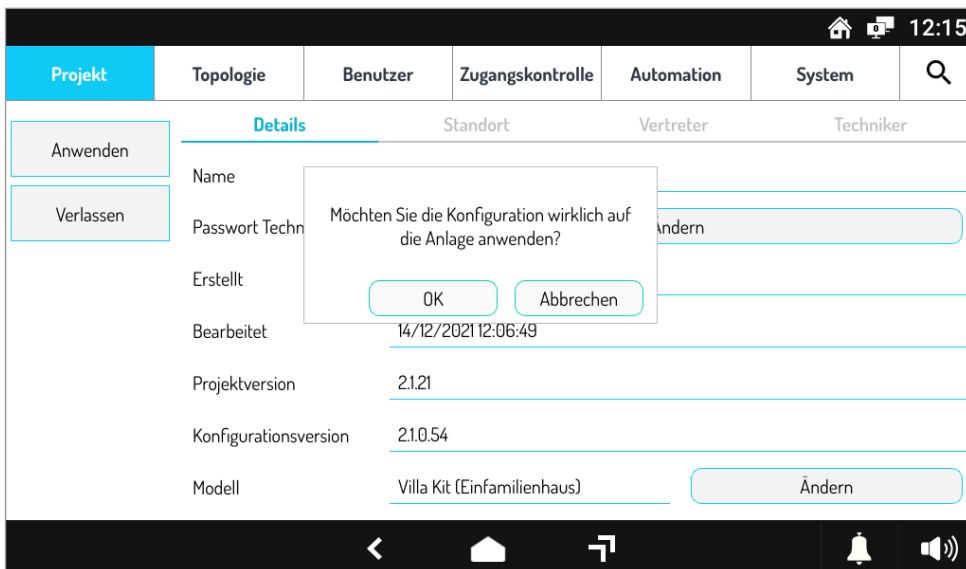 12:15
Projekt
Topologie
Benutzer
Zugangskontrolle
Automation
System
Details
Standort
Vertreter
Techniker
Anwenden
Verlassen
Name
Möchten Sie die Konfiguration wirklich auf
die Anlage anwenden?
OK
Abbrechen
Passwort Techn
Ändern
Erstellt
Bearbeitet
14/12/2021 12:06:49
Projektversion
2.1.21
Konfigurationsversion
2.1.0.54
Modell
Villa Kit (Einfamilienhaus)
Ändern